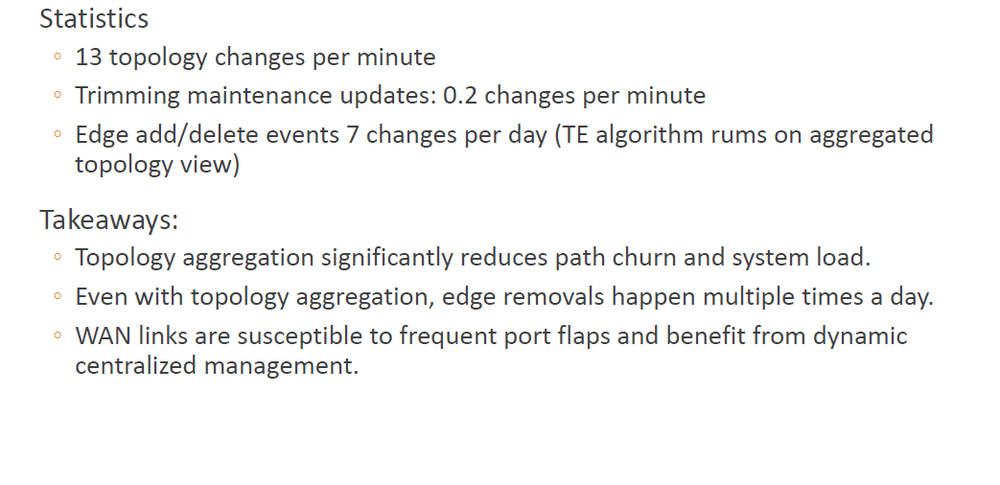 Statistics
◦ 13 topology changes per minute
◦ Trimming maintenance updates: 0.2 changes per minute
◦ Edge add/delete events 7 changes per day (TE algorithm rums on aggregated
topology view)
Takeaways:
◦ Topology aggregation significantly reduces path churn and system load.
◦ Even with topology aggregation, edge removals happen multiple times a day.
◦ WAN links are susceptible to frequent port flaps and benefit from dynamic
centralized management.